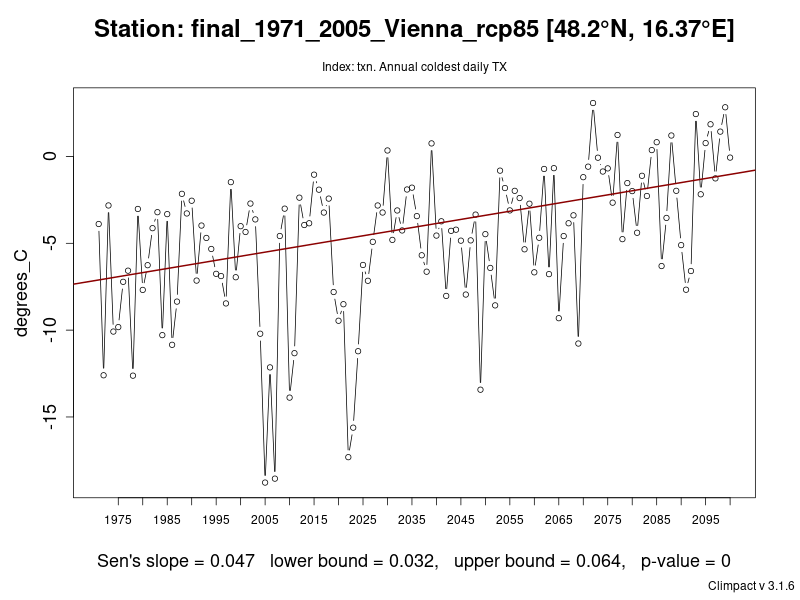 Station: final_1971_2005_Vienna_rcp85 [48.2°N, 16.37°E]
Index: txn. Annual coldest daily TX
degrees_C
0
-5
-10
-15
1975 1985 1995 2005 2015 2025 2035 2045 2055 2065 2075 2085 2095
Sen's slope = 0.047 lower bound = 0.032, upper bound = 0.064, p-value = 0
Climpact v 3.1.6